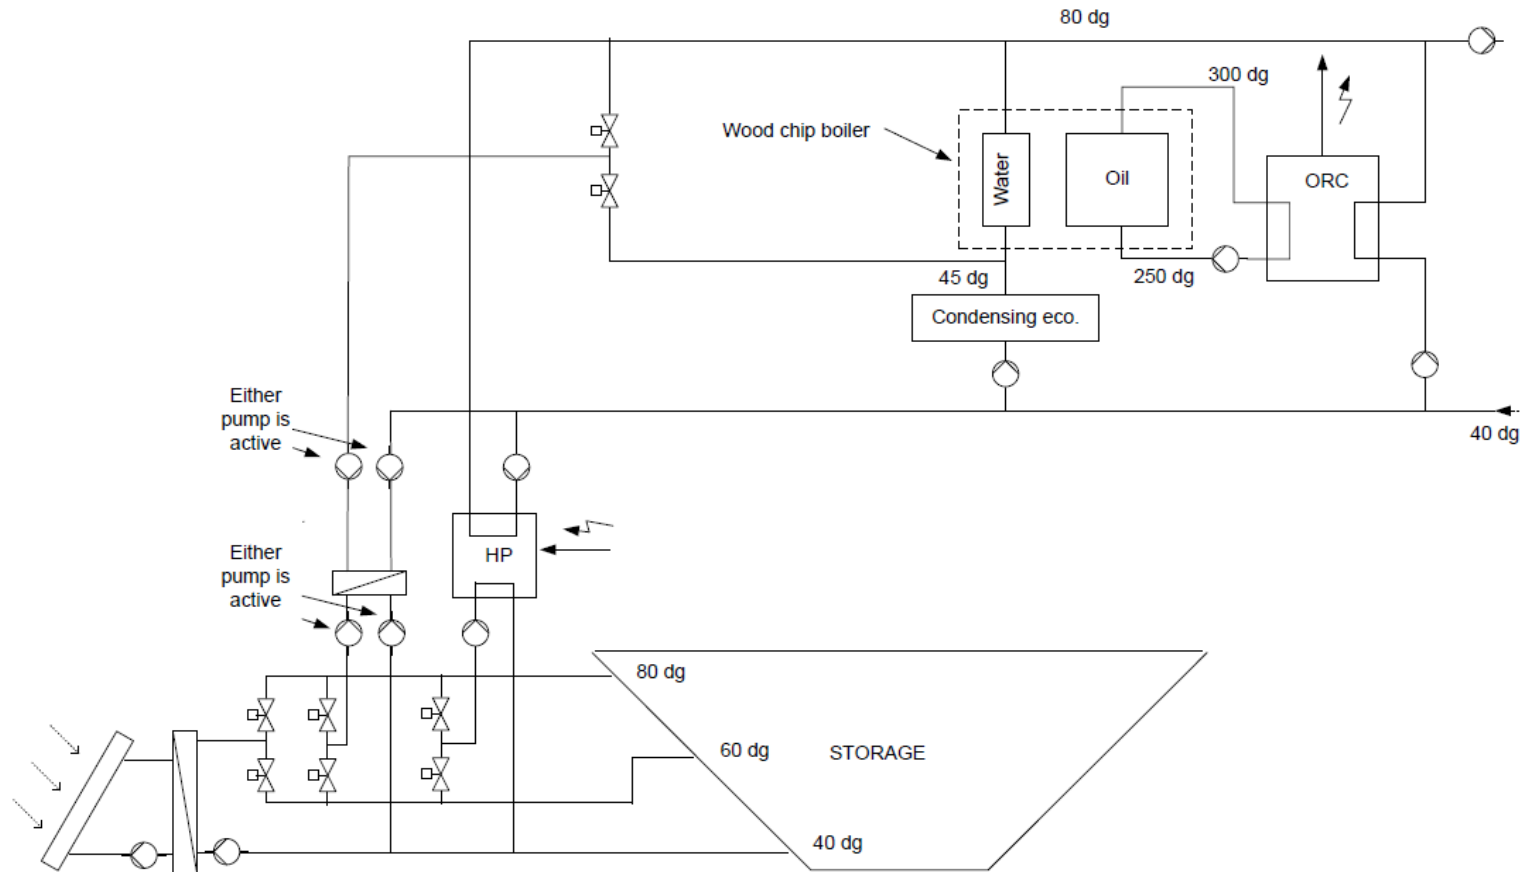 80 dg
300 dg
Wood chip boiler
Water
Oil
ORC
45 dg
250 dg
Condensing eco.
Either
pump is
active
40 dg
HP
Either
pump is
active
80 dg
60 dg
STORAGE
40 dg